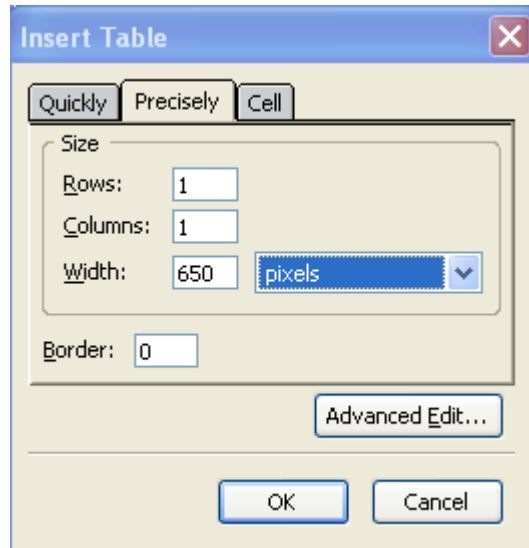 Insert Table
Quickly Precisely Cell
Size
Rows: 1
Columns: 1
Width: 650 pixels
Border: 0
Advanced Edit...
OK Cancel